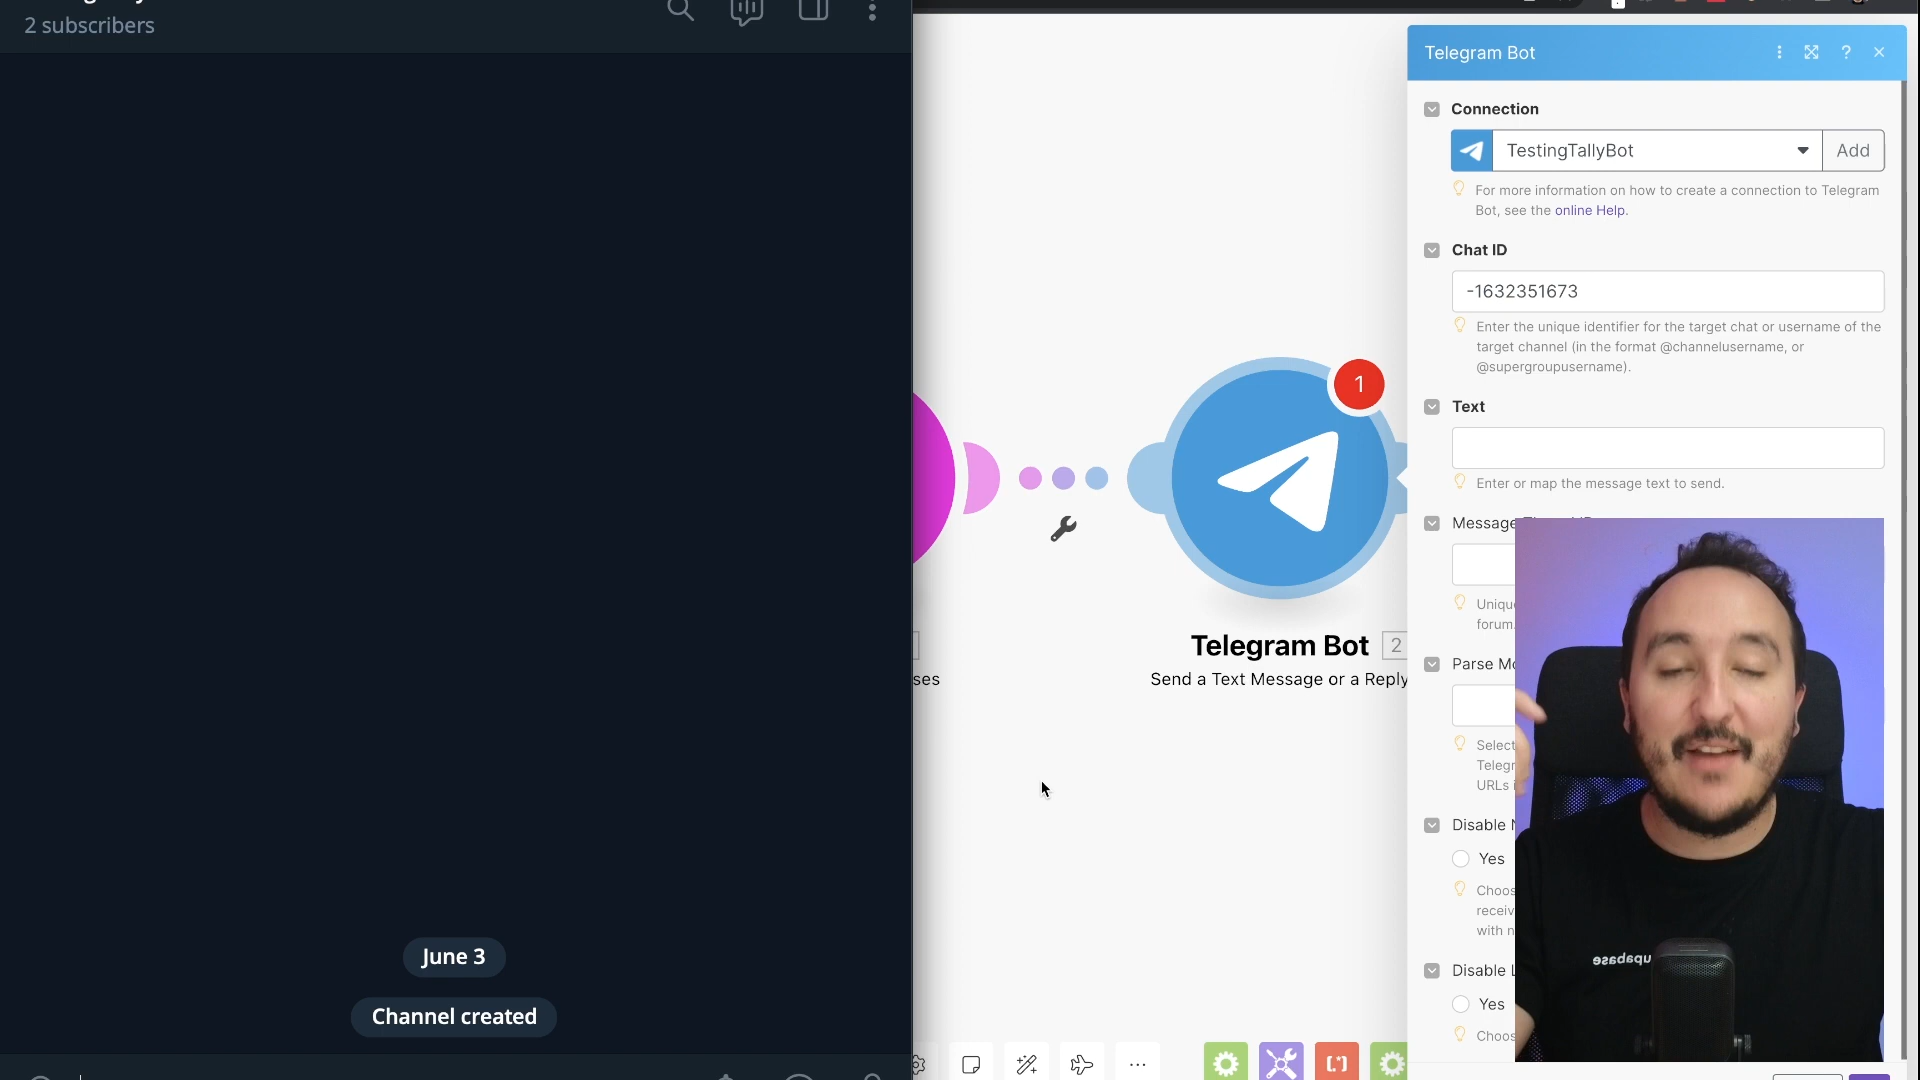 2 subscribers
June 3
Channel created
ses
1
Telegram Bot
2
Send a Text Message or a Reply
Telegram Bot
Connection
TestingTallyBot
Add
For more information on how to create a connection to Telegram
Bot, see the online Help.
Chat ID
-1632351673
Enter the unique identifier for the target chat or username of the
target channel (in the format @channelusername, or
@supergroupusername).
Text
Enter or map the message text to send.
Message
Uniqu
forum.
Parse Mo
Select
Telegr
URLs i
Disable N
Yes
Choos
receiv
with n
Disable L
Yes
Choos
upabase